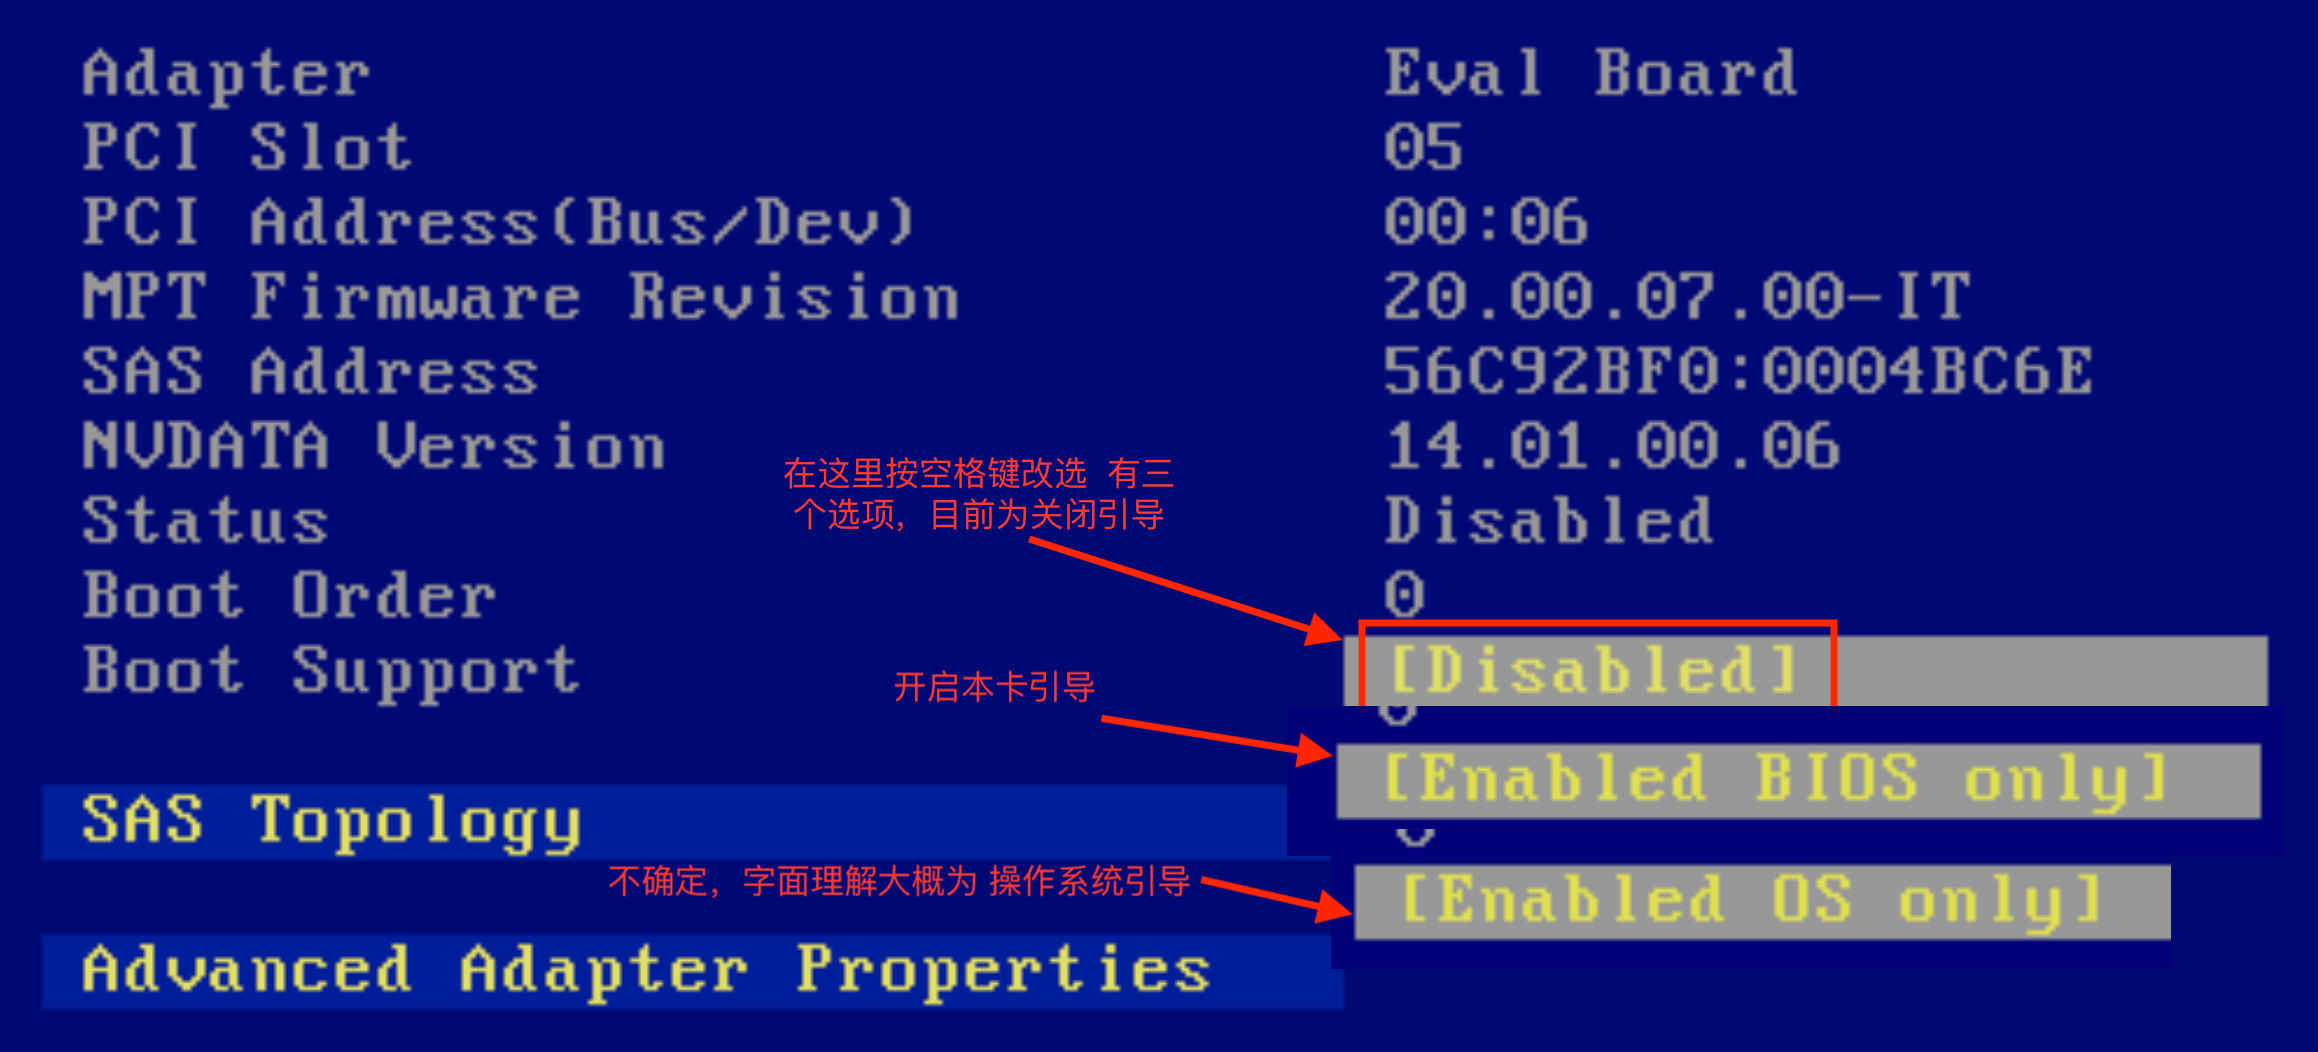 Adapter Eval Board
PCI Slot 05
PCI Address(Bus/Dev) 00:06
MPT Firmware Revision 20.00.07.00-IT
SAS Address 56C92BF0:0004BC6E
NVDATA Version 14.01.00.06
在这里按空格键改选 有三
个选项，目前为关闭引导
Status Disabled
Boot Order 0
Boot Support [Disabled]
开启本卡引导
[Enabled BIOS only]
SAS Topology
不确定，字面理解大概为 操作系统引导
[Enabled OS only]
Advanced Adapter Properties